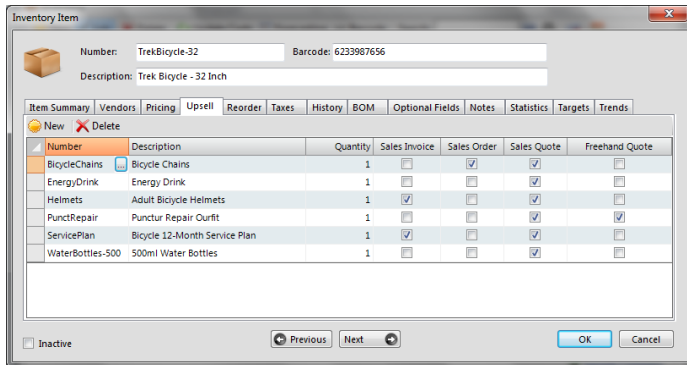 Inventory Item
Number: TrekBicycle-32 Barcode: 6233987656
Description: Trek Bicycle - 32 Inch
Item Summary Vendors Pricing Upsell Reorder Taxes History BOM Optional Fields Notes Statistics Targets Trends
New Delete
Number Description Quantity Sales Invoice Sales Order Sales Quote Freehand Quote
BicycleChains ... Bicycle Chains 1
EnergyDrink Energy Drink 1
Helmets Adult Bicycle Helmets 1
PunctRepair Punctur Repair Ourfit 1
ServicePlan Bicycle 12-Month Service Plan 1
WaterBottles-500 500ml Water Bottles 1
Inactive Previous Next OK Cancel